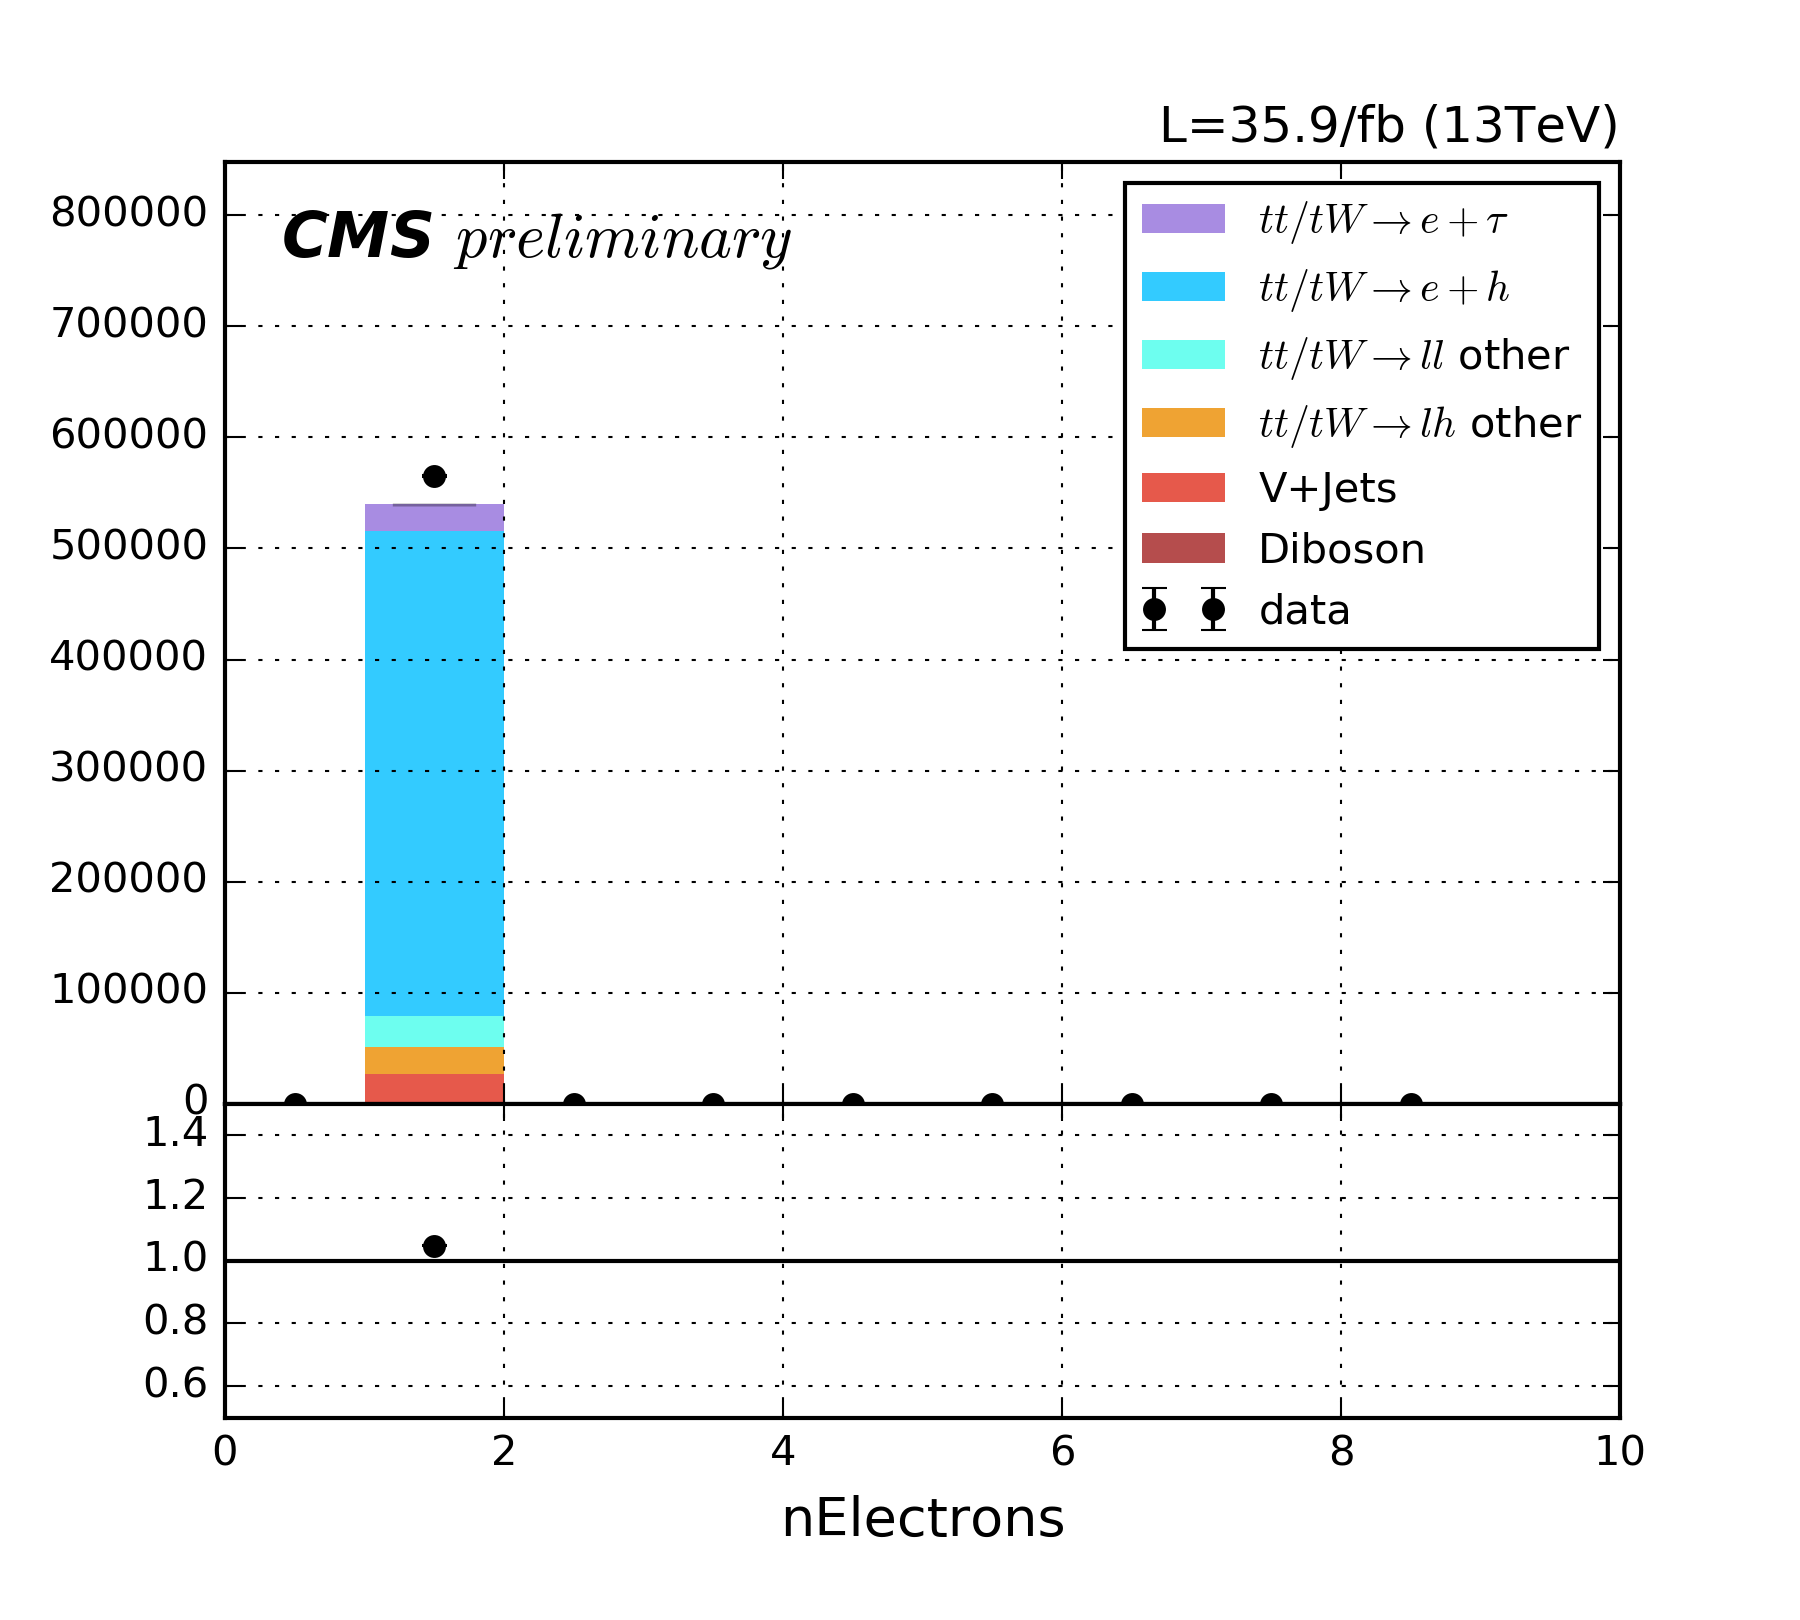 L=35.9/fb (13TeV)
CMS preliminary
800000
700000
600000
500000
400000
300000
200000
100000
0
tt/tW→e+τ
tt/tW→e+h
tt/tW→ll other
tt/tW→lh other
V+Jets
Diboson
data
1.4
1.2
1.0
0.8
0.6
0 2 4 6 8 10
nElectrons